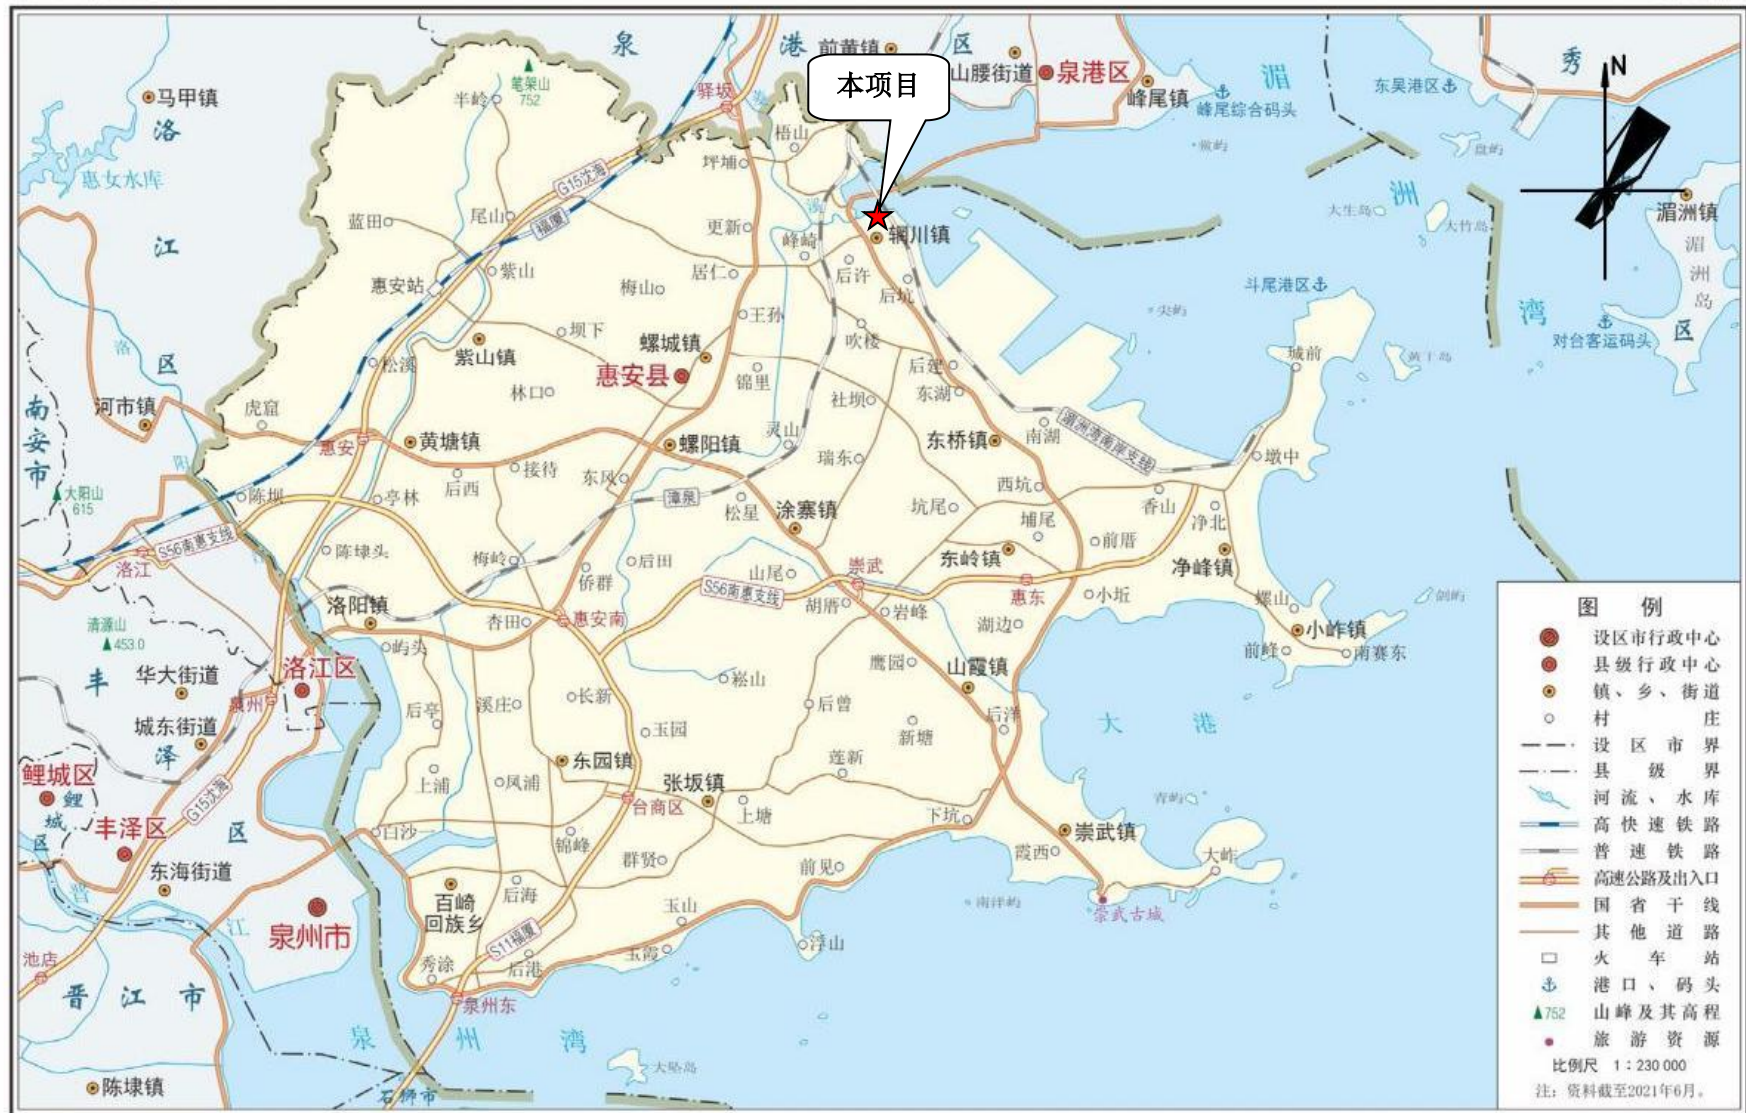 泉
港
区
秀
前黄镇
山腰街道
泉港区
峰尾镇
峰尾综合码头
湄
东吴港区
N
本项目
马甲镇
洛
笔架山
752
半岭
驿坂
惠女水库
梧山
坪埔
G15沈海
盘屿
洲
大生岛
大竹岛
湄洲镇
湄
洲
岛
区
江
蓝田
尾山
福厦
更新
溪
峰崎
辋川镇
惠安站
紫山
梅山
居仁
后许
后坑
斗尾港区
尖屿
湾
对台客运码头
王孙
坝下
吹楼
洛
区
松溪
紫山镇
螺城镇
惠安县
锦里
后建
东湖
城前
黄干岛
南
安
市
河市镇
虎窟
林口
社坝
惠安
黄塘镇
螺阳镇
灵山
东桥镇
南湖
湄洲湾南岸支线
墩中
阳
大阳山
615
陈坝
亭林
后西
接待
东风
瑞东
漳泉
松星
涂寨镇
坑尾
西坑
香山
净北
埔尾
S56南惠支线
洛江
江
陈埭头
梅岭
侨群
后田
山尾
崇武
东岭镇
前厝
净峰镇
S56南惠支线
惠东
小坵
洛阳镇
杏田
惠安南
胡厝
岩峰
湖边
螺山
小岞镇
剑屿
清源山
453.0
屿头
前峰
南赛东
丰
华大街道
洛江区
泉州
崧山
鹰园
山霞镇
后亭
溪庄
长新
后曾
后洋
大
港
城东街道
泽
玉园
新塘
莲新
东园镇
上浦
凤浦
张坂镇
鲤城区
鲤
城
区
G15沈海
台商区
上塘
青屿
丰泽区
区
白沙一
锦峰
下坑
崇武镇
东海街道
群贤
前见
霞西
大岞
晋
江
百崎
回族乡
后海
玉山
南洋屿
崇武古城
泉州市
S11福厦
池店
秀涂
后港
玉霞
浮山
晋
江
市
泉州东
泉
州
湾
大坠岛
陈埭镇
石狮市
图 例
设区市行政中心
县级行政中心
镇、乡、街道
村 庄
设区市界
县级界
河流、水库
高快速铁路
普速铁路
高速公路及出入口
国省干线
其他道路
火车站
港口、码头
752 山峰及其高程
旅游资源
比例尺 1：230 000
注：资料截至2021年6月。